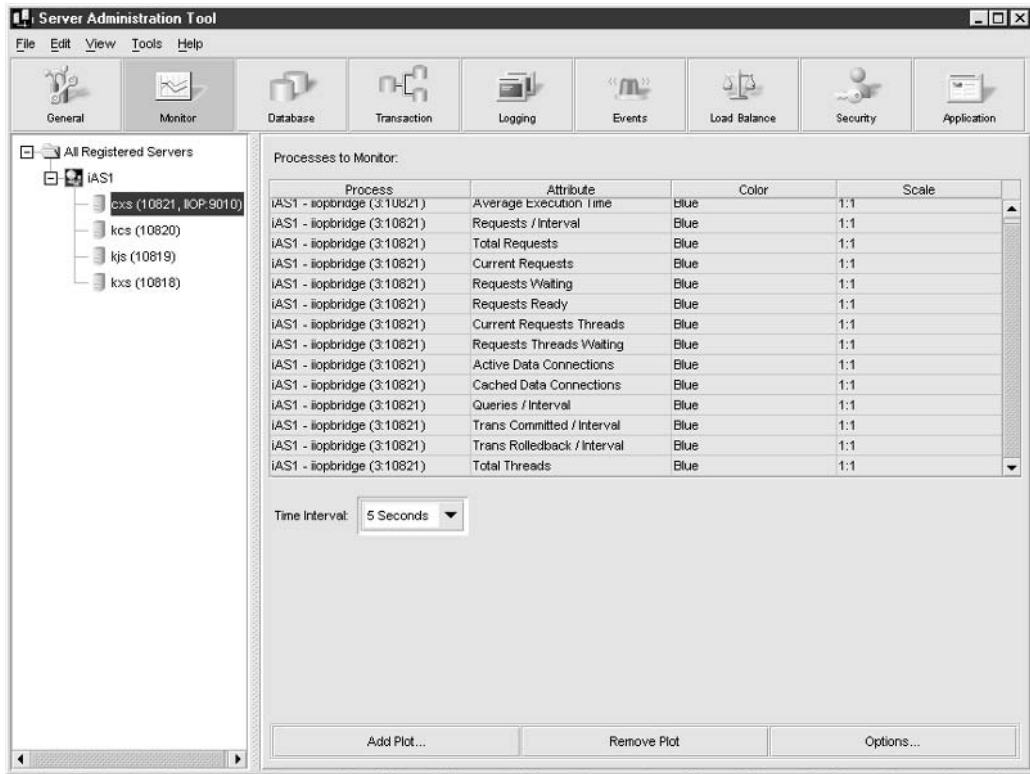 Server Administration Tool
File Edit View Tools Help
General Monitor Database Transaction Logging Events Load Balance Security Application
All Registered Servers
iAS1
cxs (10821, IIOP:9010)
kcs (10820)
kjs (10819)
kxs (10818)
Processes to Monitor:
Process Attribute Color Scale
iAS1 - iiopbridge (3:10821) Average Execution Time Blue 1:1
iAS1 - iiopbridge (3:10821) Requests / Interval Blue 1:1
iAS1 - iiopbridge (3:10821) Total Requests Blue 1:1
iAS1 - iiopbridge (3:10821) Current Requests Blue 1:1
iAS1 - iiopbridge (3:10821) Requests Waiting Blue 1:1
iAS1 - iiopbridge (3:10821) Requests Ready Blue 1:1
iAS1 - iiopbridge (3:10821) Current Requests Threads Blue 1:1
iAS1 - iiopbridge (3:10821) Requests Threads Waiting Blue 1:1
iAS1 - iiopbridge (3:10821) Active Data Connections Blue 1:1
iAS1 - iiopbridge (3:10821) Cached Data Connections Blue 1:1
iAS1 - iiopbridge (3:10821) Queries / Interval Blue 1:1
iAS1 - iiopbridge (3:10821) Trans Committed / Interval Blue 1:1
iAS1 - iiopbridge (3:10821) Trans Rolledback / Interval Blue 1:1
iAS1 - iiopbridge (3:10821) Total Threads Blue 1:1
Time Interval: 5 Seconds
Add Plot... Remove Plot Options...